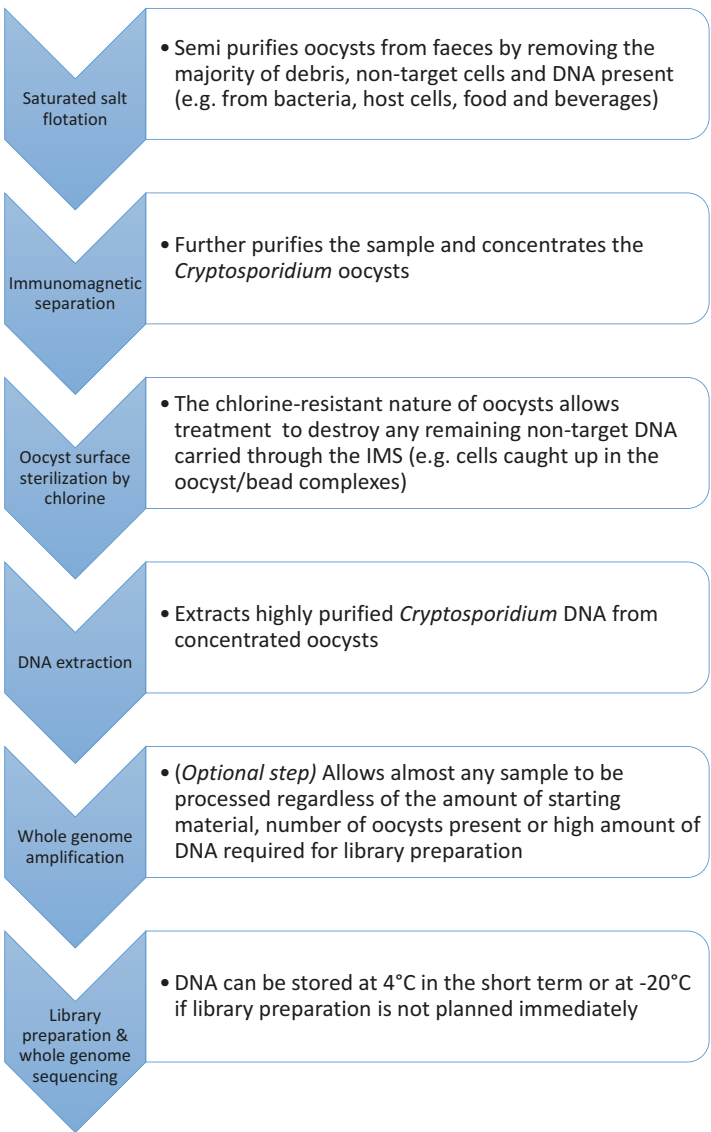 Saturated salt
flotation
• Semi purifies oocysts from faeces by removing the
majority of debris, non-target cells and DNA present
(e.g. from bacteria, host cells, food and beverages)
Immunomagnetic
separation
• Further purifies the sample and concentrates the
Cryptosporidium oocysts
Oocyst surface
sterilization by
chlorine
• The chlorine-resistant nature of oocysts allows
treatment to destroy any remaining non-target DNA
carried through the IMS (e.g. cells caught up in the
oocyst/bead complexes)
DNA extraction
• Extracts highly purified Cryptosporidium DNA from
concentrated oocysts
Whole genome
amplification
• (Optional step) Allows almost any sample to be
processed regardless of the amount of starting
material, number of oocysts present or high amount of
DNA required for library preparation
Library
preparation &
whole genome
sequencing
• DNA can be stored at 4°C in the short term or at -20°C
if library preparation is not planned immediately